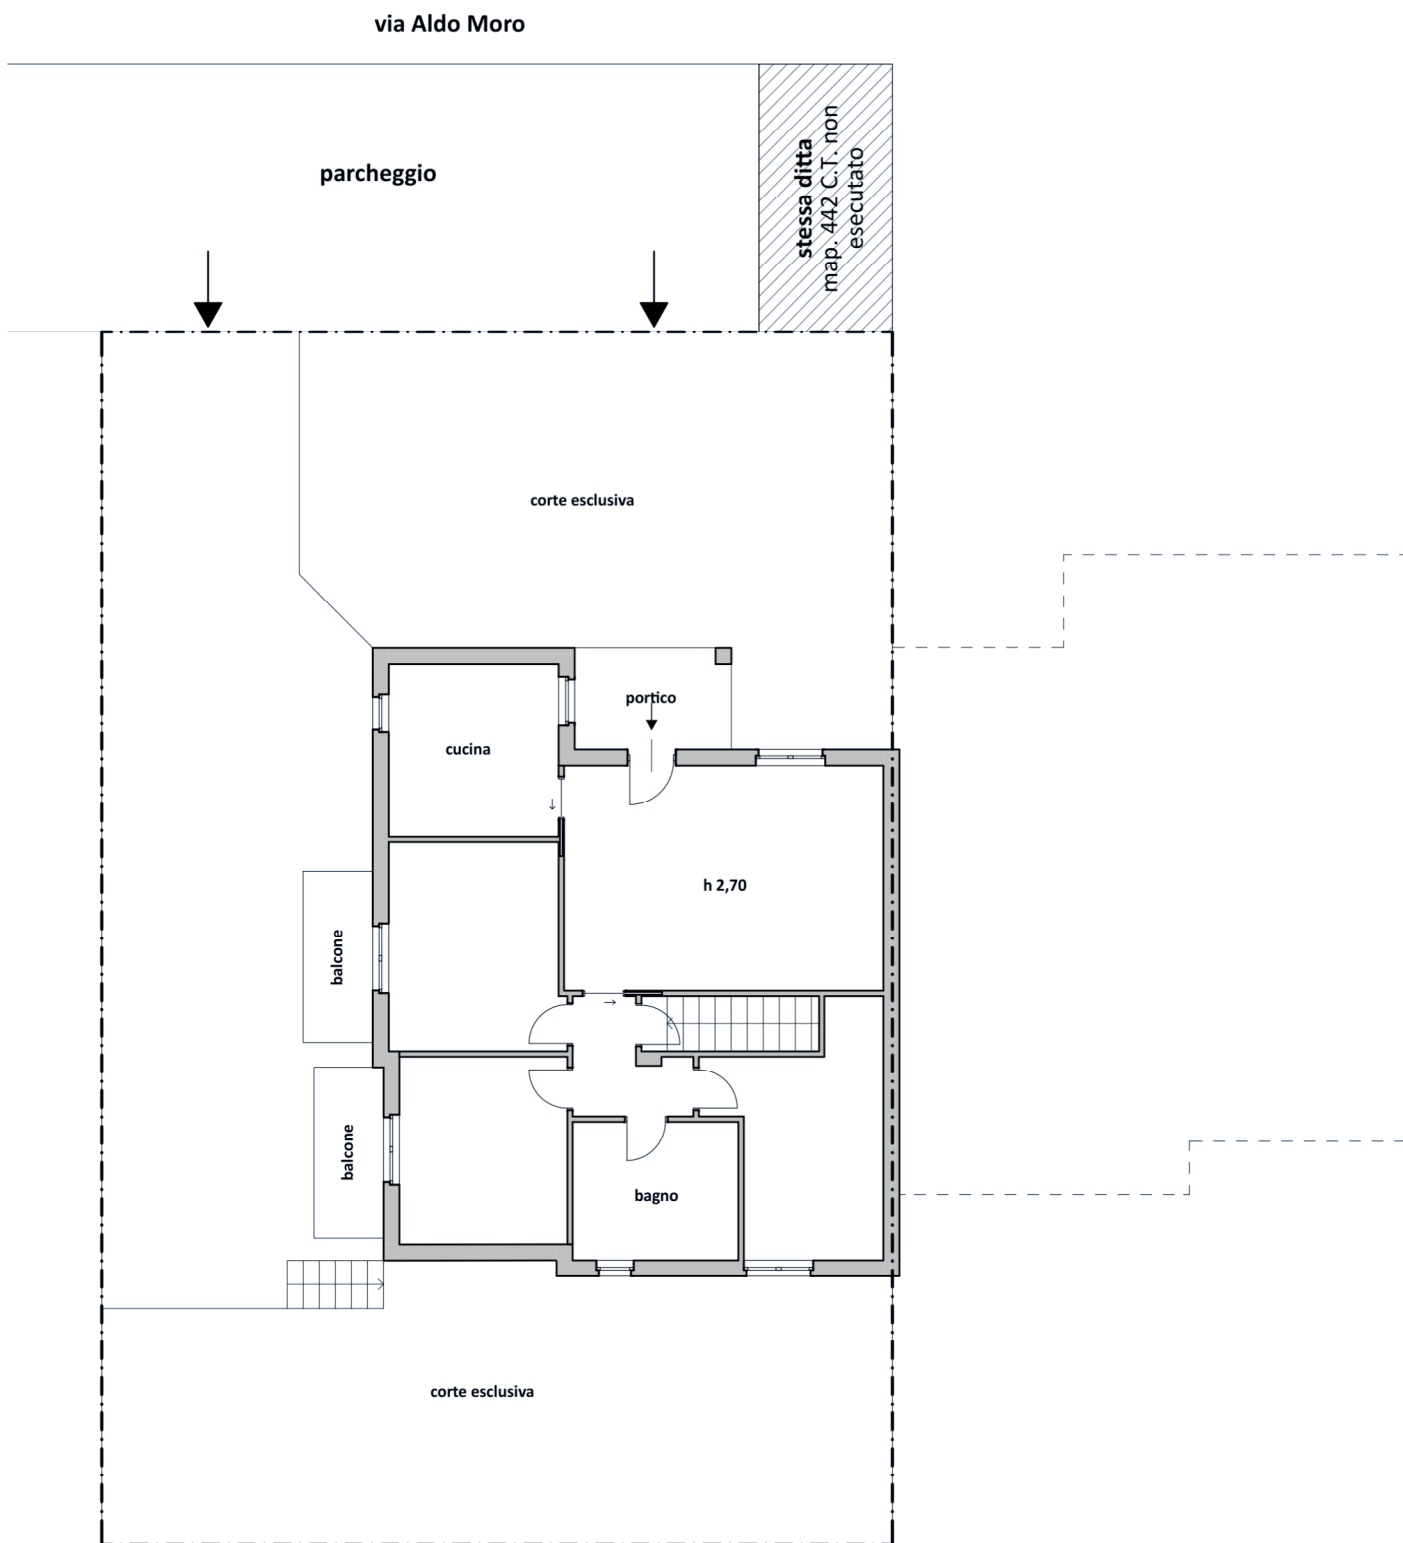 via Aldo Moro
parcheggio
stessa ditta
map. 442 C.T. non
esecutato
corte esclusiva
portico
cucina
h 2,70
balcone
balcone
bagno
corte esclusiva